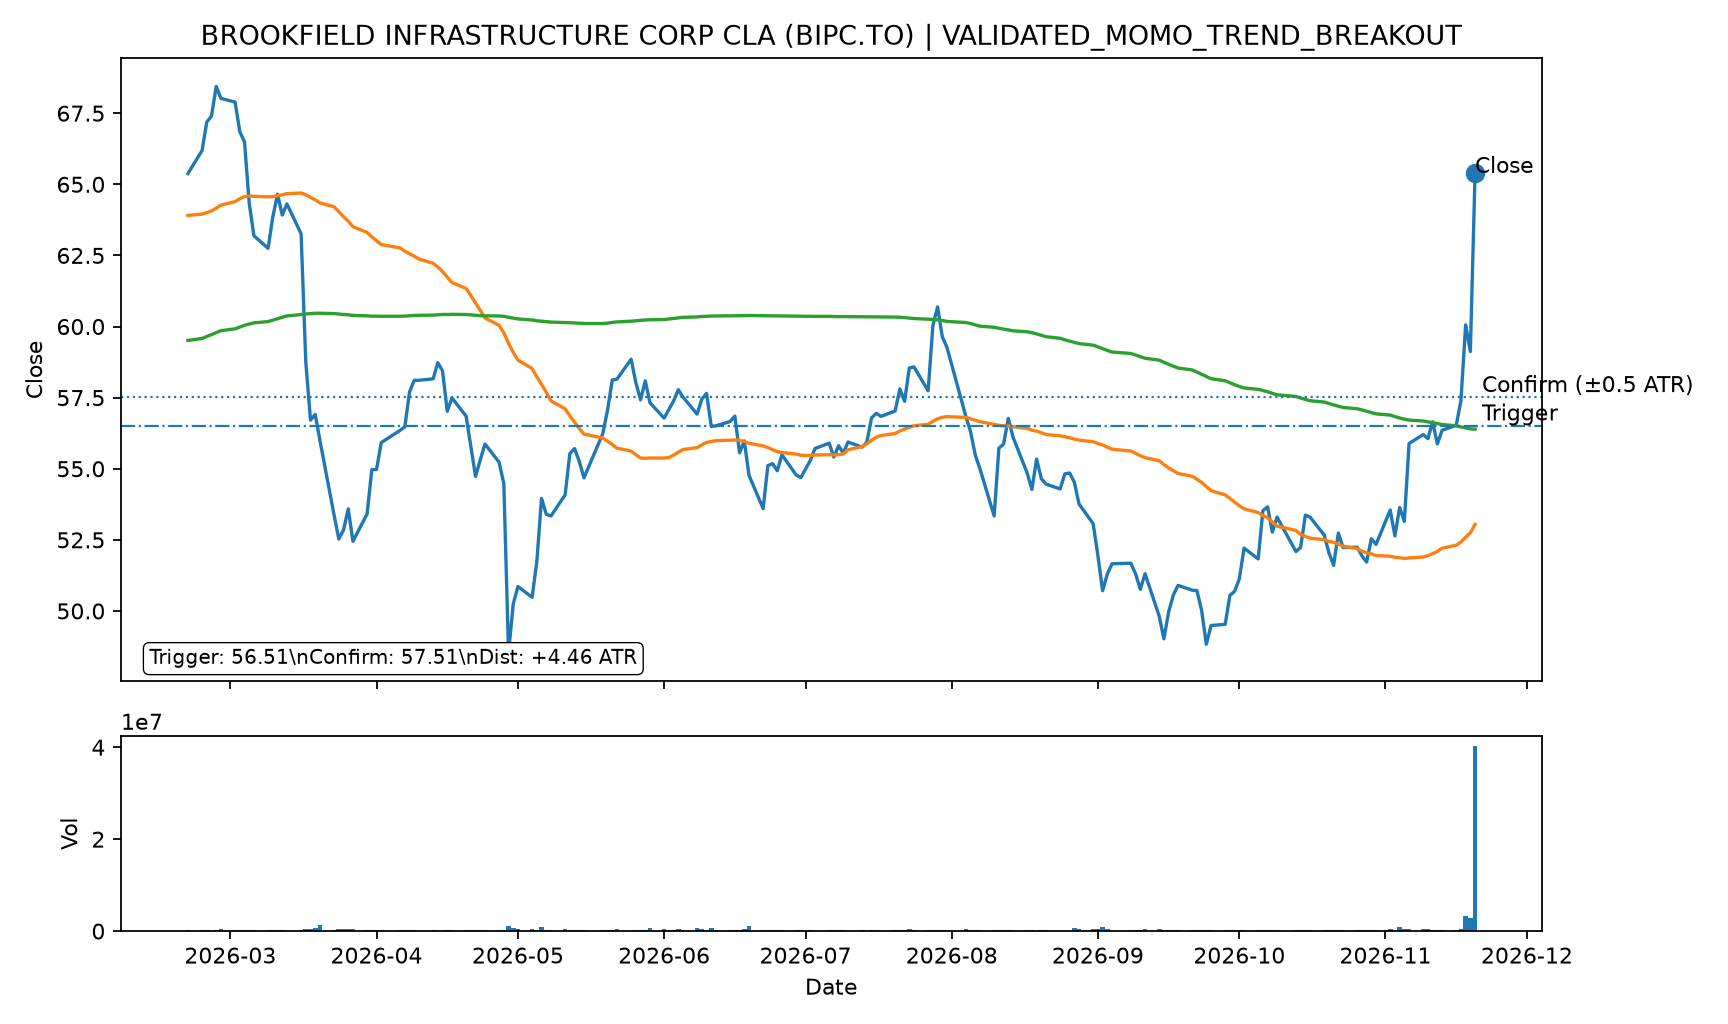 BROOKFIELD INFRASTRUCTURE CORP CLA (BIPC.TO) | VALIDATED_MOMO_TREND_BREAKOUT
Close
67.5
65.0
62.5
60.0
57.5
55.0
52.5
50.0
Close
Confirm (±0.5 ATR)
Trigger
Trigger: 56.51\nConfirm: 57.51\nDist: +4.46 ATR
1e7
Vol
4
2
0
2026-03 2026-04 2026-05 2026-06 2026-07 2026-08 2026-09 2026-10 2026-11 2026-12
Date